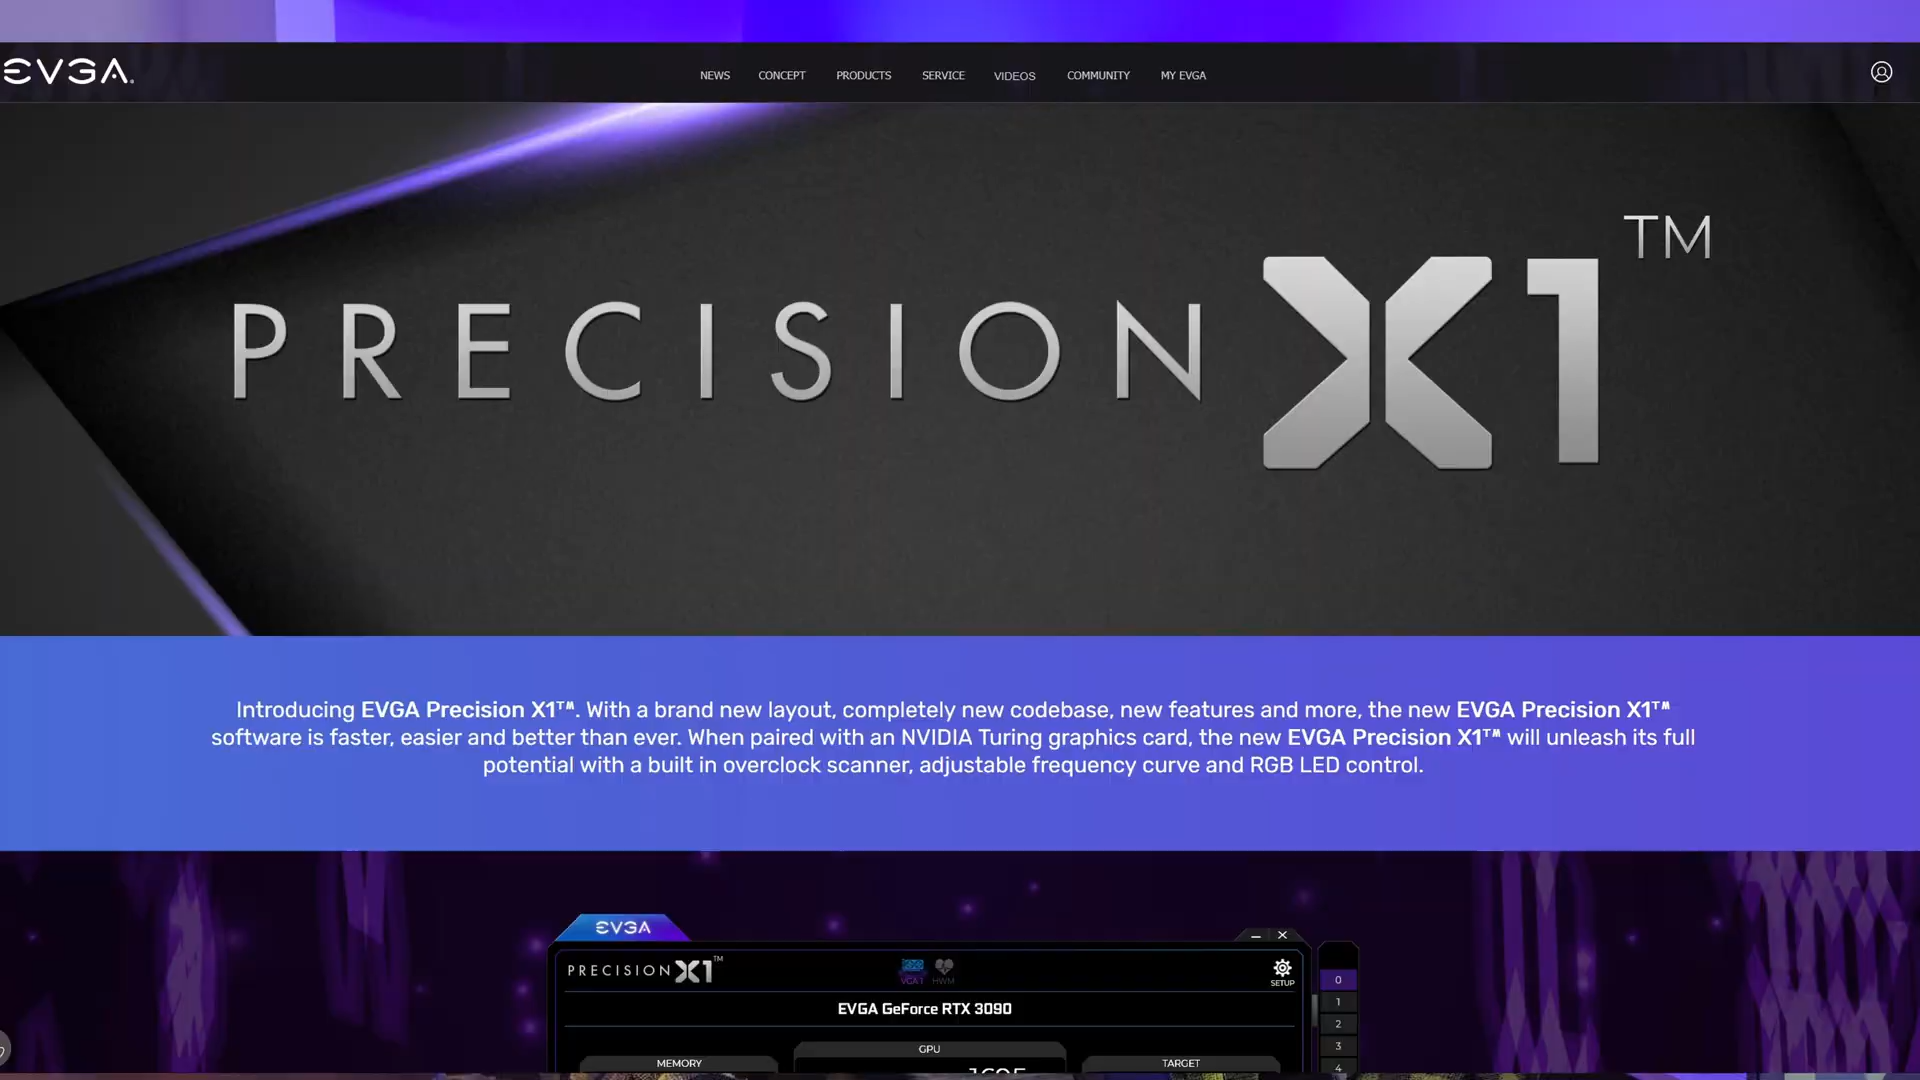 EVGA.
NEWS CONCEPT PRODUCTS SERVICE VIDEOS COMMUNITY MY EVGA
PRECISION X1™
Introducing EVGA Precision X1™. With a brand new layout, completely new codebase, new features and more, the new EVGA Precision X1™
software is faster, easier and better than ever. When paired with an NVIDIA Turing graphics card, the new EVGA Precision X1™ will unleash its full
potential with a built in overclock scanner, adjustable frequency curve and RGB LED control.
EVGA
PRECISION X1™
VGA1 HWM
SETUP
0
EVGA GeForce RTX 3090
1
2
3
GPU
MEMORY
TARGET
4